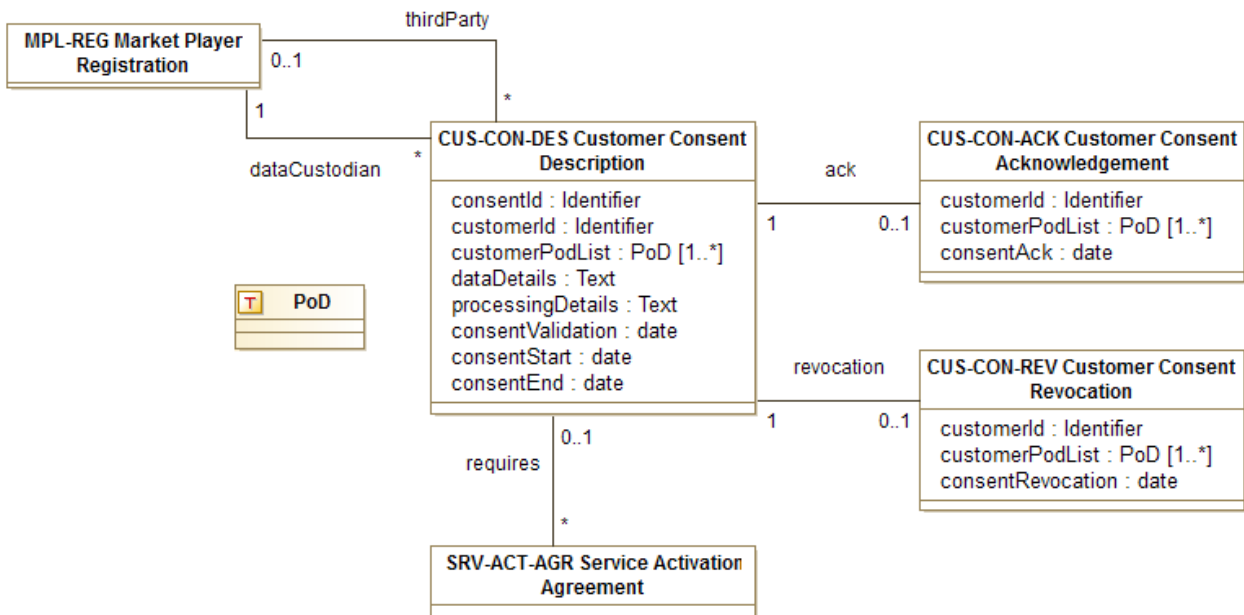 thirdParty
MPL-REG Market Player
Registration
0..1
*
1
*
dataCustodian
CUS-CON-DES Customer Consent
Description
consentId : Identifier
customerId : Identifier
customerPodList : PoD [1..*]
dataDetails : Text
processingDetails : Text
consentValidation : date
consentStart : date
consentEnd : date
ack
1
0..1
CUS-CON-ACK Customer Consent
Acknowledgement
customerId : Identifier
customerPodList : PoD [1..*]
consentAck : date
T PoD
revocation
1
0..1
CUS-CON-REV Customer Consent
Revocation
customerId : Identifier
customerPodList : PoD [1..*]
consentRevocation : date
0..1
requires
*
SRV-ACT-AGR Service Activation
Agreement